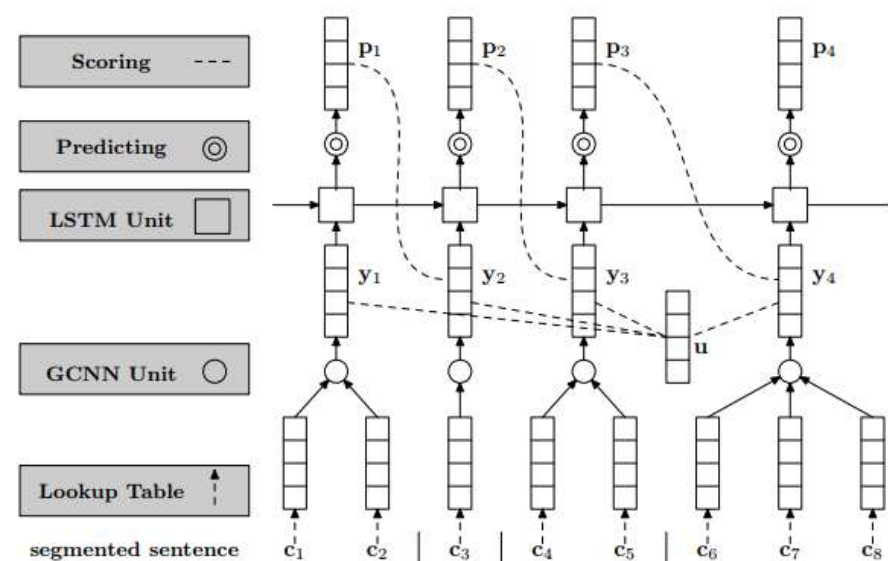 Scoring
p1 p2 p3 p4
Predicting
LSTM Unit
y1 y2 y3 y4
u
GCNN Unit
Lookup Table
segmented sentence c1 c2 | c3 | c4 c5 | c6 c7 c8